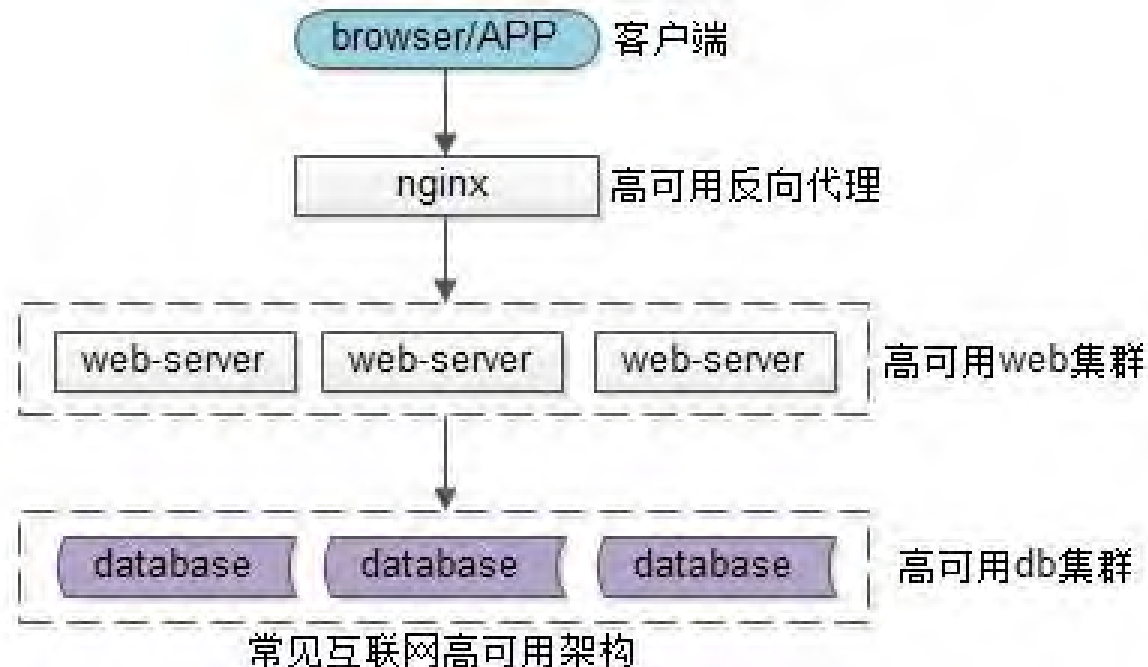 browser/APP 客户端
nginx 高可用反向代理
web-server web-server web-server 高可用web集群
database database database 高可用db集群
常见互联网高可用架构